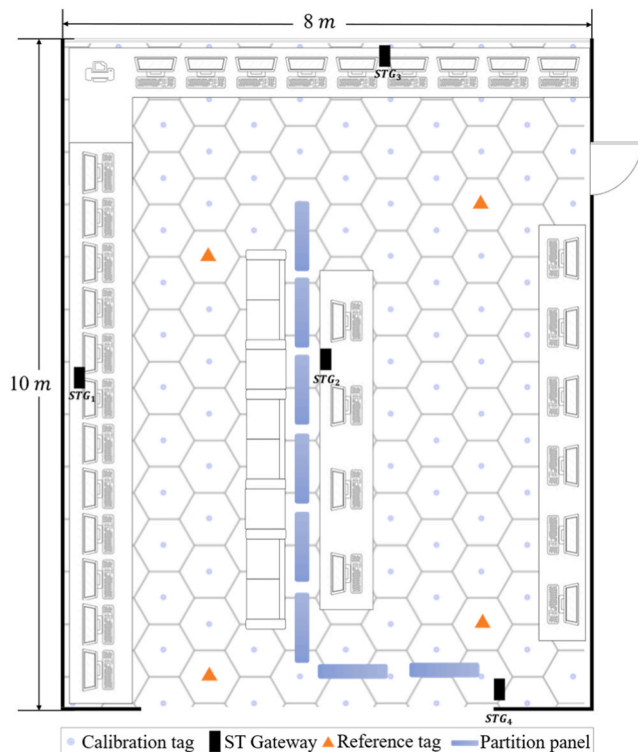 8 m
STG3
10 m
STG2
STG1
STG4
Calibration tag ST Gateway Reference tag Partition panel